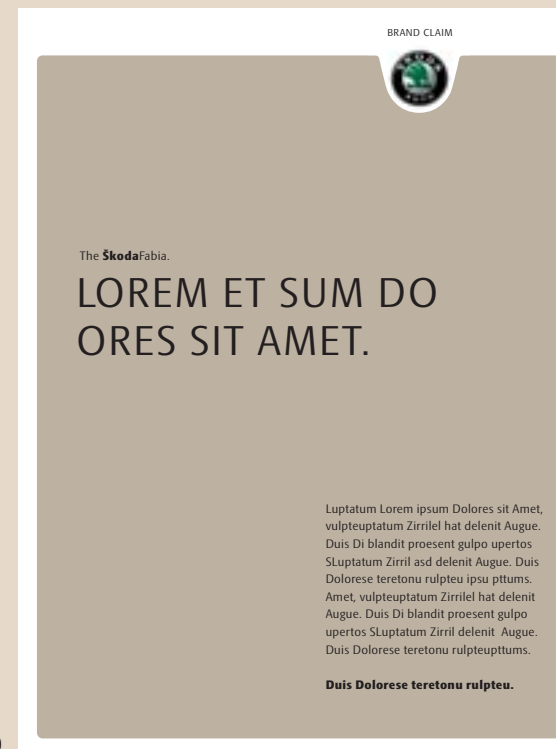 BRAND CLAIM
ŠKODA
The ŠkodaFabia.
LOREM ET SUM DO
ORES SIT AMET.
Luptatum Lorem ipsum Dolores sit Amet,
vulpteuptatum Zirrilel hat delenit Augue.
Duis Di blandit proesent gulpo upertos
SLuptatum Zirril asd delenit Augue. Duis
Dolorese teretonu rulpteu ipsu pttums.
Amet, vulpteuptatum Zirrilel hat delenit
Augue. Duis Di blandit proesent gulpo
upertos SLuptatum Zirril delenit  Augue.
Duis Dolorese teretonu rulpteupttums.
Duis Dolorese teretonu rulpteu.